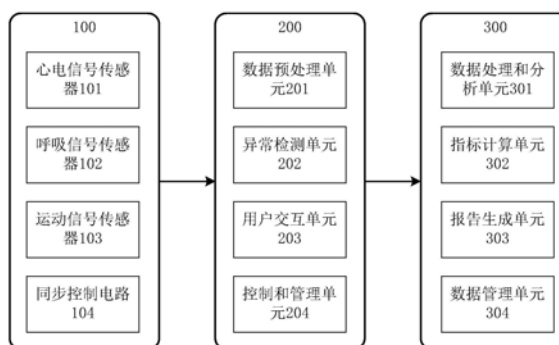 100
心电信号传感
器101
呼吸信号传感
器102
运动信号传感
器103
同步控制电路
104
200
数据预处理单
元201
异常检测单元
202
用户交互单元
203
控制和管理单
元204
300
数据处理和分
析单元301
指标计算单元
302
报告生成单元
303
数据管理单元
304